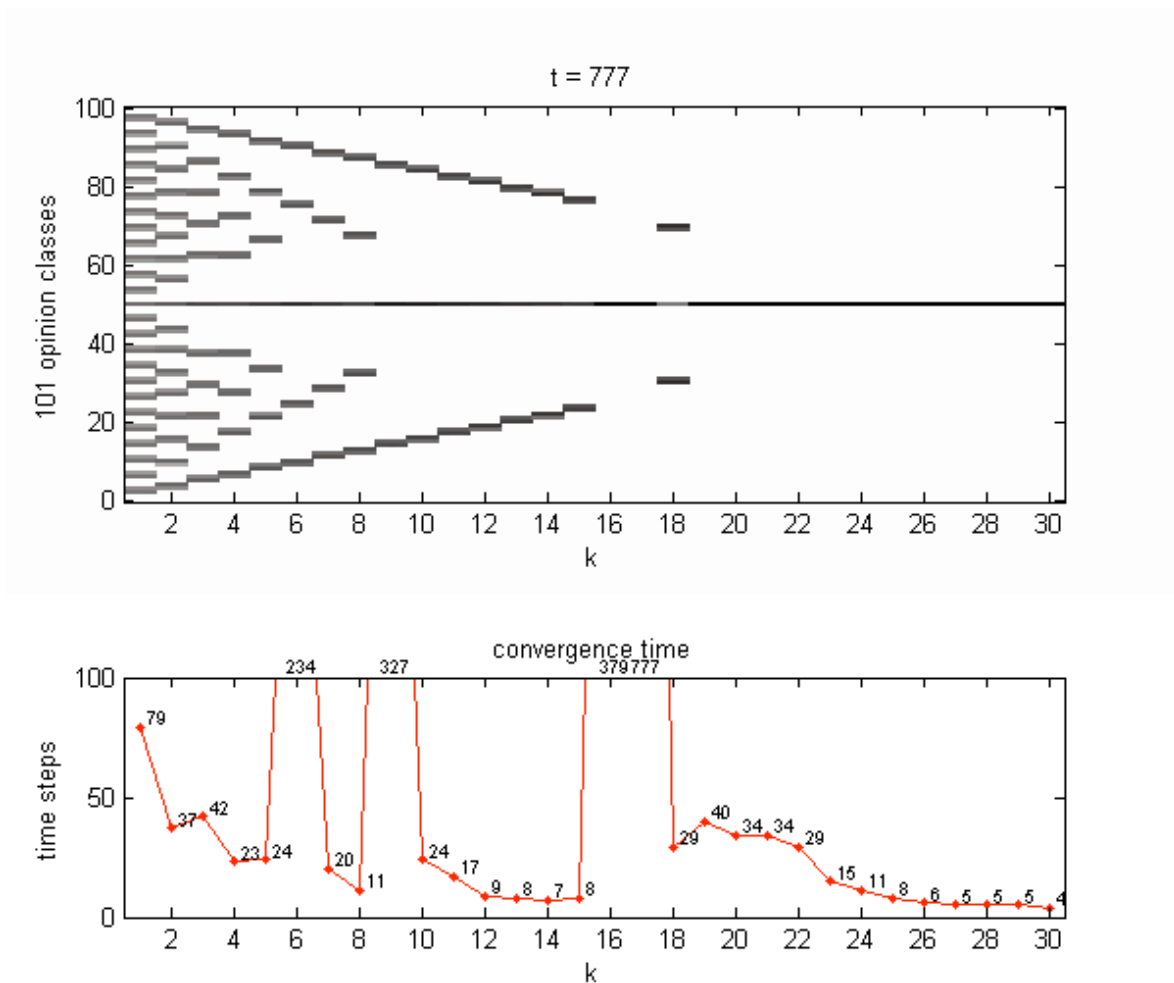 t = 777
100
80
60
40
20
0
101 opinion classes
2 4 6 8 10 12 14 16 18 20 22 24 26 28 30
k
convergence time
234 327 379 777
100
50
0
time steps
79 37 42 23 24 20 11 24 17 9 8 7 8 29 40 34 34 29 15 11 8 6 5 5 5 4
2 4 6 8 10 12 14 16 18 20 22 24 26 28 30
k